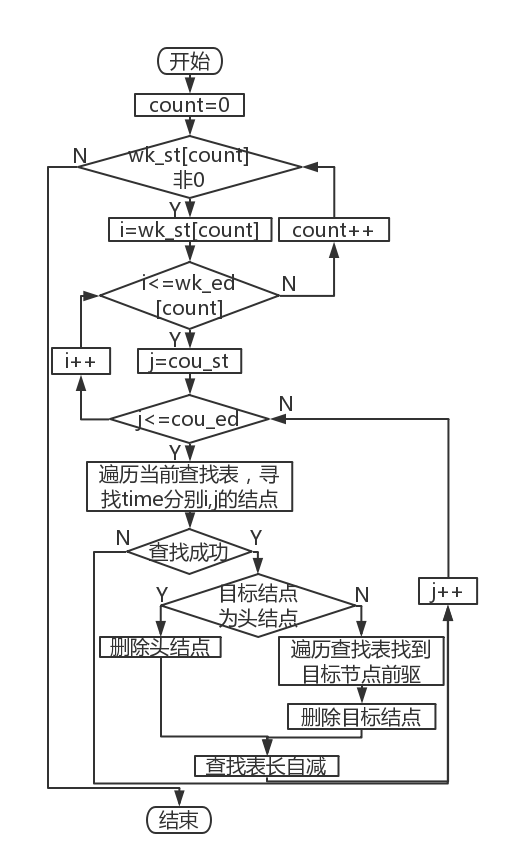 开始
count=0
N
wk_st[count]
非0
Y
i=wk_st[count]
count++
i<=wk_ed
[count]
N
Y
i++
j=cou_st
j<=cou_ed
N
Y
遍历当前查找表，寻
找time分别i,j的结点
N
查找成功
Y
目标结点
为头结点
Y
N
j++
删除头结点
遍历查找表找到
目标节点前驱
删除目标结点
查找表长自减
结束